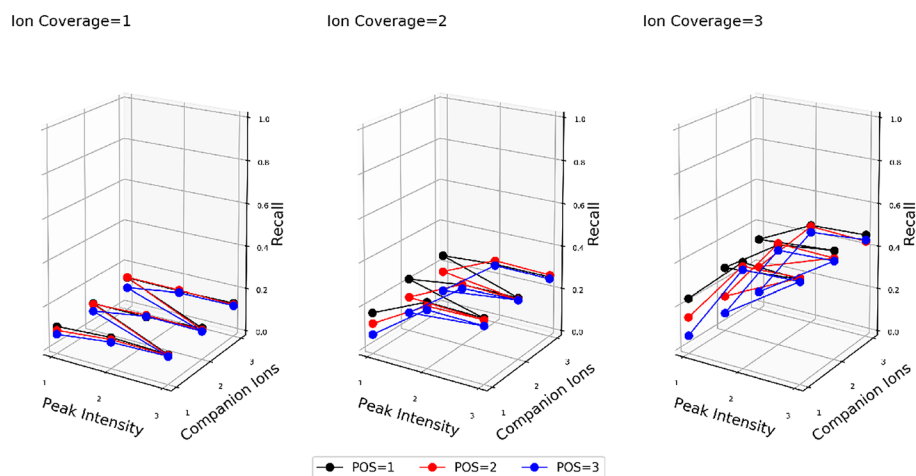 Ion Coverage=1
Ion Coverage=2
Ion Coverage=3
1.0
0.8
0.6
0.4
0.2
0.0
Recall
1
2
3
Peak Intensity
1
2
3
Companion Ions
1.0
0.8
0.6
0.4
0.2
0.0
Recall
1
2
3
Peak Intensity
1
2
3
Companion Ions
1.0
0.8
0.6
0.4
0.2
0.0
Recall
1
2
3
Peak Intensity
1
2
3
Companion Ions
POS=1 POS=2 POS=3